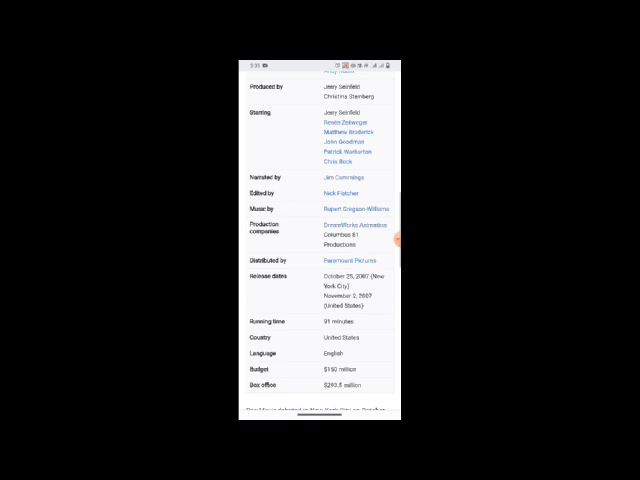 Produced by Jerry Seinfeld
Christina Steinberg
Starring Jerry Seinfeld
Renée Zellweger
Matthew Broderick
John Goodman
Patrick Warburton
Chris Rock
Narrated by Jim Cummings
Edited by Nick Fletcher
Music by Rupert Gregson-Williams
Production companies DreamWorks Animation
Columbus 81
Productions
Distributed by Paramount Pictures
Release dates October 25, 2007 (New
York City)
November 2, 2007
(United States)
Running time 91 minutes
Country United States
Language English
Budget $150 million
Box office $293.5 million